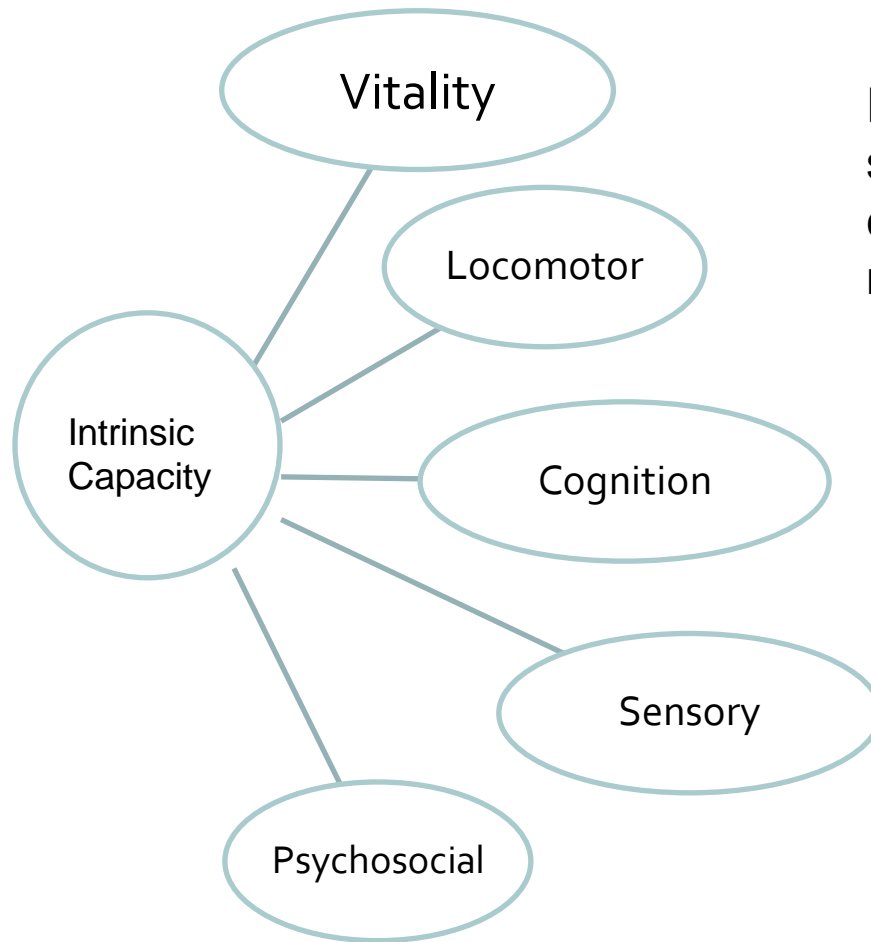 Vitality
Locomotor
Intrinsic
Capacity
Cognition
Sensory
Psychosocial